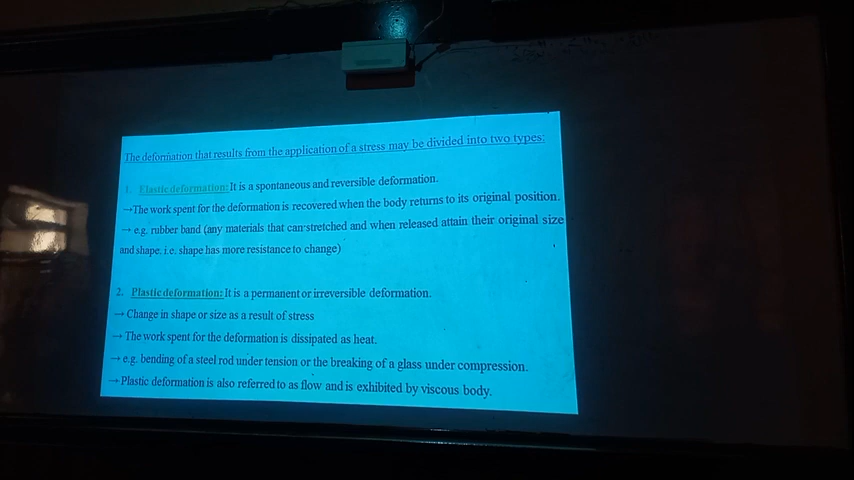 The deformation that results from the application of a stress may be divided into two types:
1. Elastic deformation: It is a spontaneous and reversible deformation.
→The work spent for the deformation is recovered when the body returns to its original position.
→ e.g. rubber band (any materials that can stretched and when released attain their original size
and shape. i.e. shape has more resistance to change)
2. Plastic deformation: It is a permanent or irreversible deformation.
→ Change in shape or size as a result of stress
→ The work spent for the deformation is dissipated as heat.
→ e.g. bending of a steel rod under tension or the breaking of a glass under compression.
→ Plastic deformation is also referred to as flow and is exhibited by viscous body.